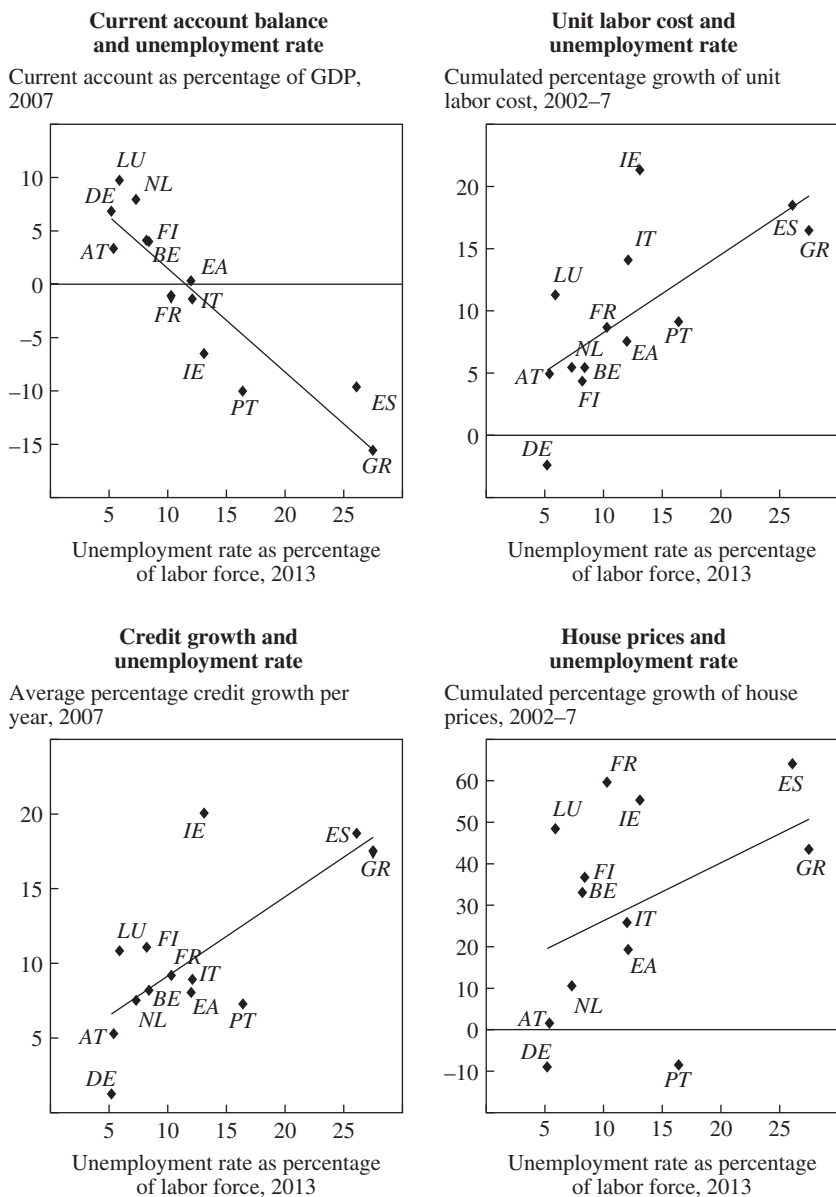 Current account balance
and unemployment rate
Current account as percentage of GDP,
2007
10
5
0
−5
−10
−15
LU
NL
DE
FI
AT
BE
EA
FR
IT
IE
PT
ES
GR
5 10 15 20 25
Unemployment rate as percentage
of labor force, 2013
Unit labor cost and
unemployment rate
Cumulated percentage growth of unit
labor cost, 2002–7
20
15
10
5
0
IE
IT
ES
GR
LU
FR
PT
NL
EA
AT
BE
FI
DE
5 10 15 20 25
Unemployment rate as percentage
of labor force, 2013
Credit growth and
unemployment rate
Average percentage credit growth per
year, 2007
20
15
10
5
IE
ES
GR
LU
FI
FR
IT
BE
EA
NL
PT
AT
DE
5 10 15 20 25
Unemployment rate as percentage
of labor force, 2013
House prices and
unemployment rate
Cumulated percentage growth of house
prices, 2002–7
60
50
40
30
20
10
0
−10
FR
ES
LU
IE
GR
FI
BE
IT
EA
NL
AT
DE
PT
5 10 15 20 25
Unemployment rate as percentage
of labor force, 2013